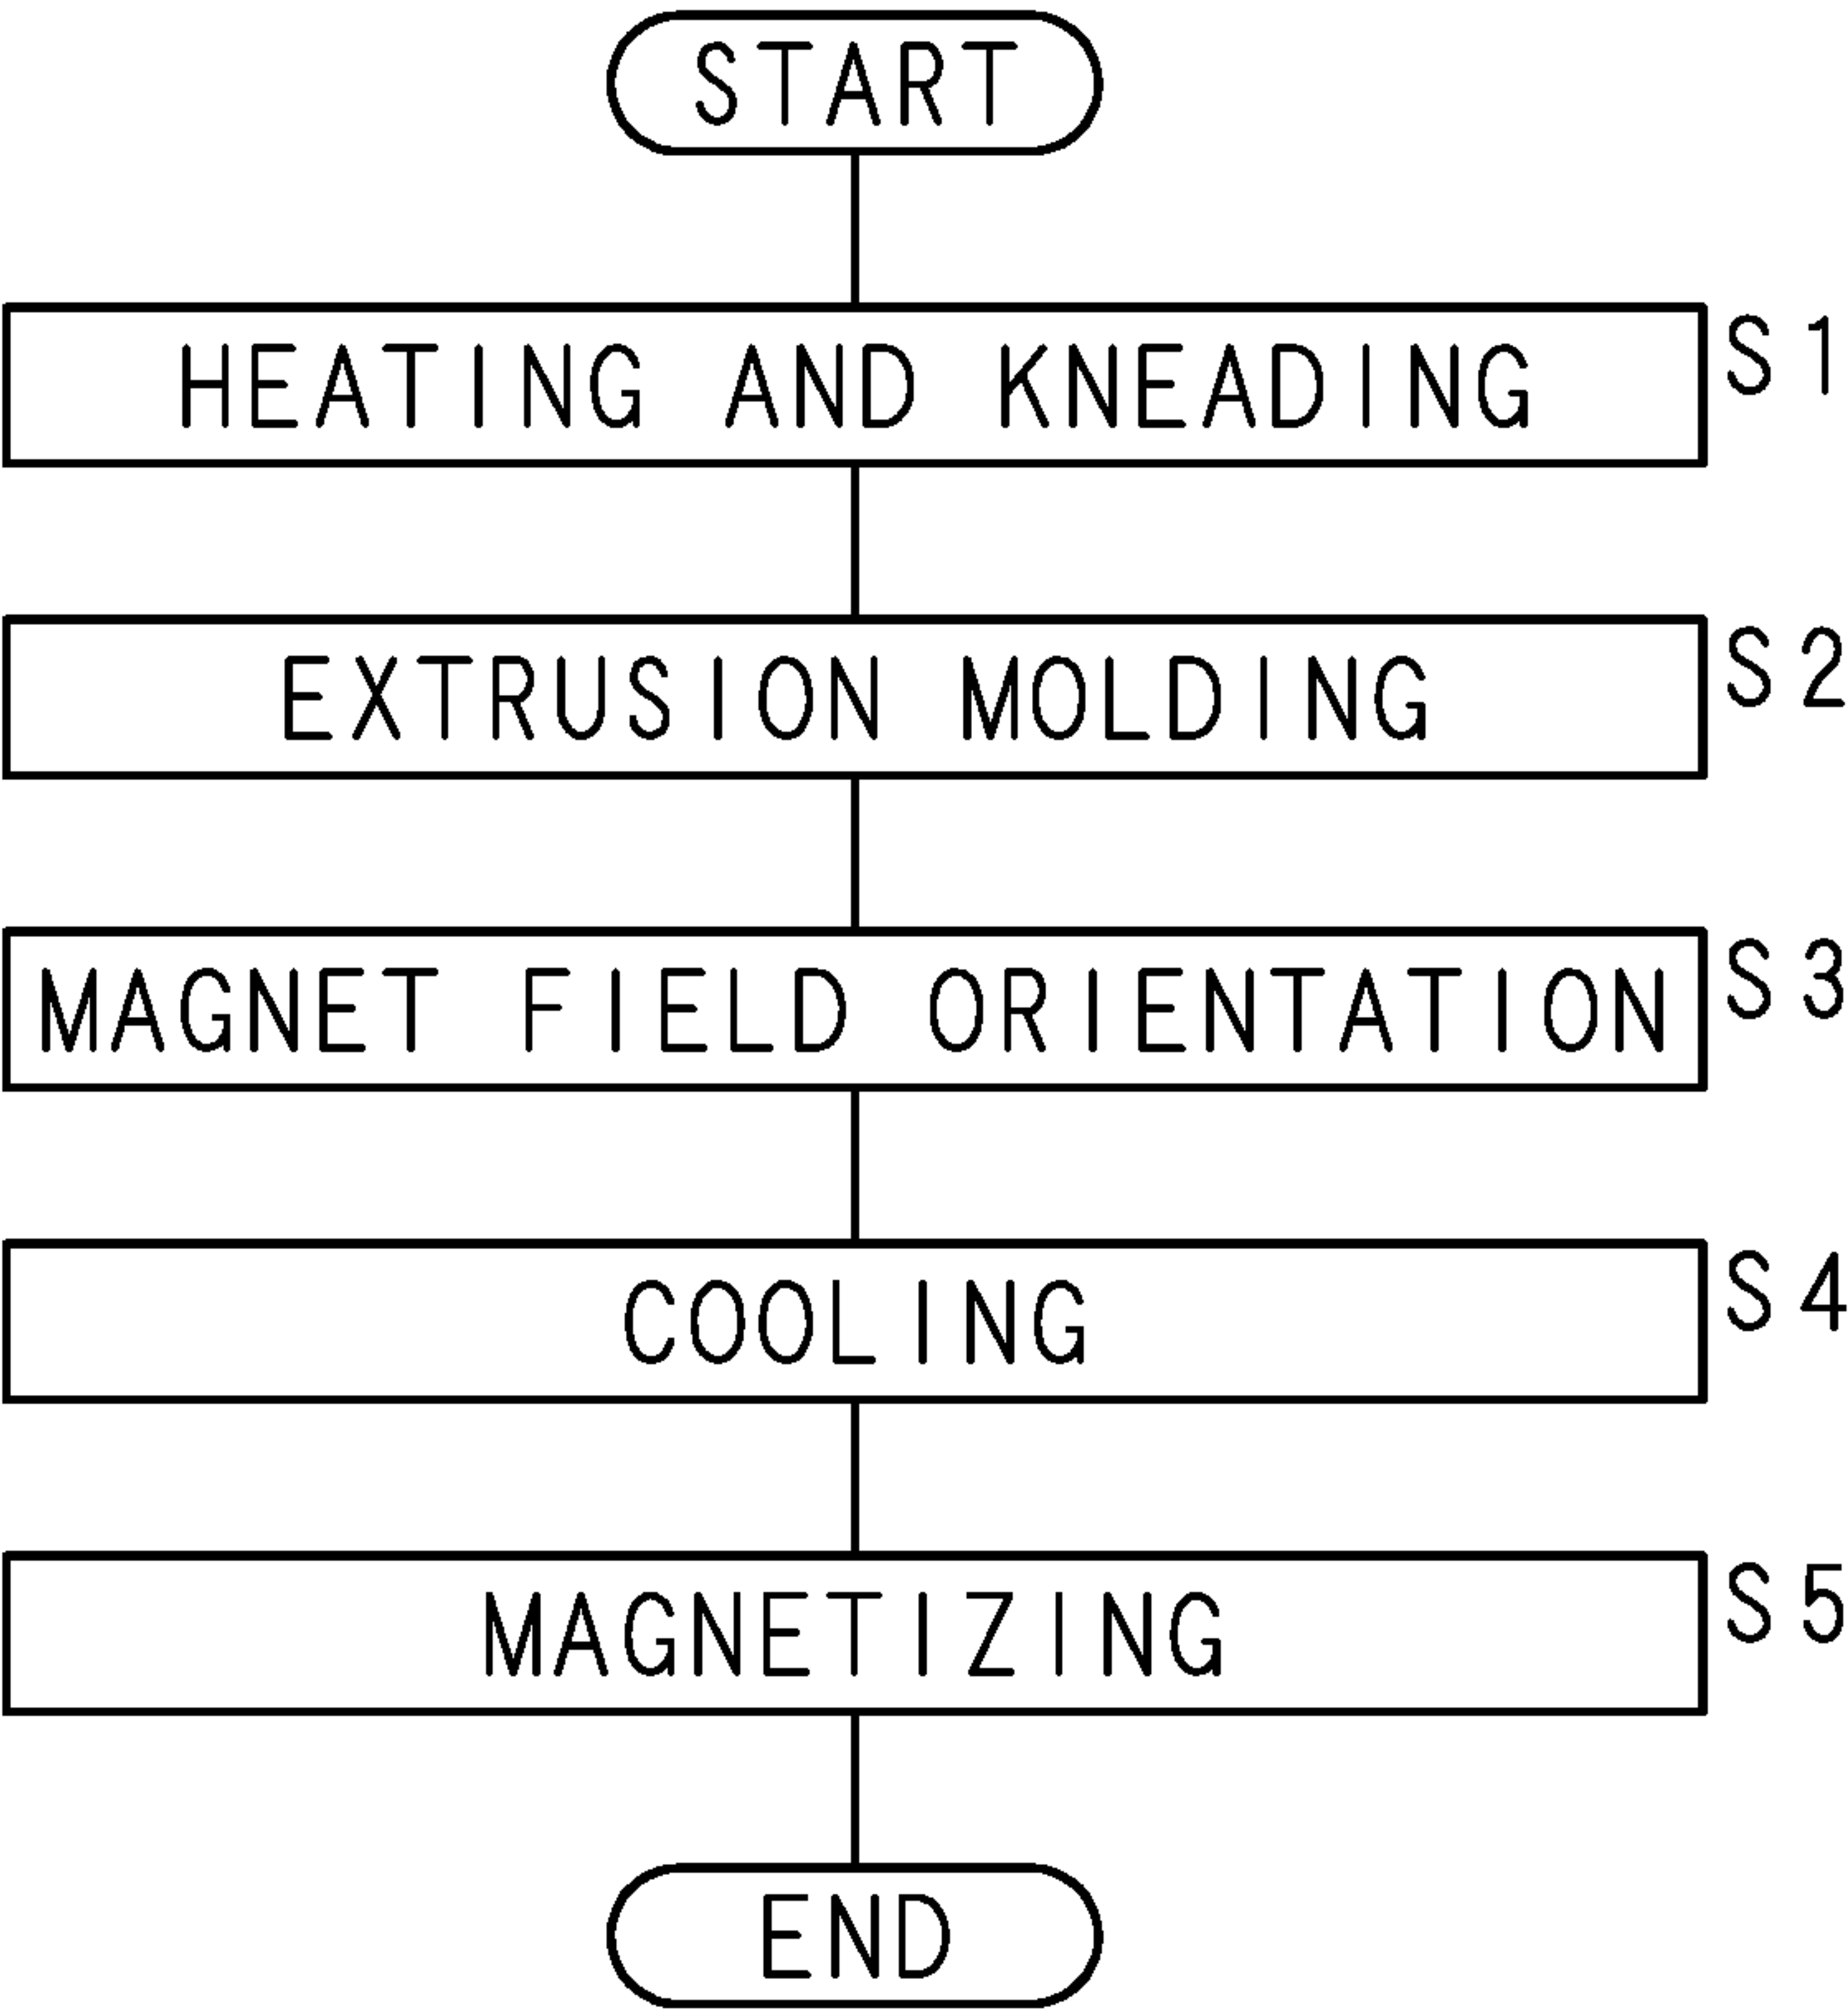 START
HEATING AND KNEADING S1
EXTRUSION MOLDING S2
MAGNET FIELD ORIENTATION S3
COOLING S4
MAGNETIZING S5
END